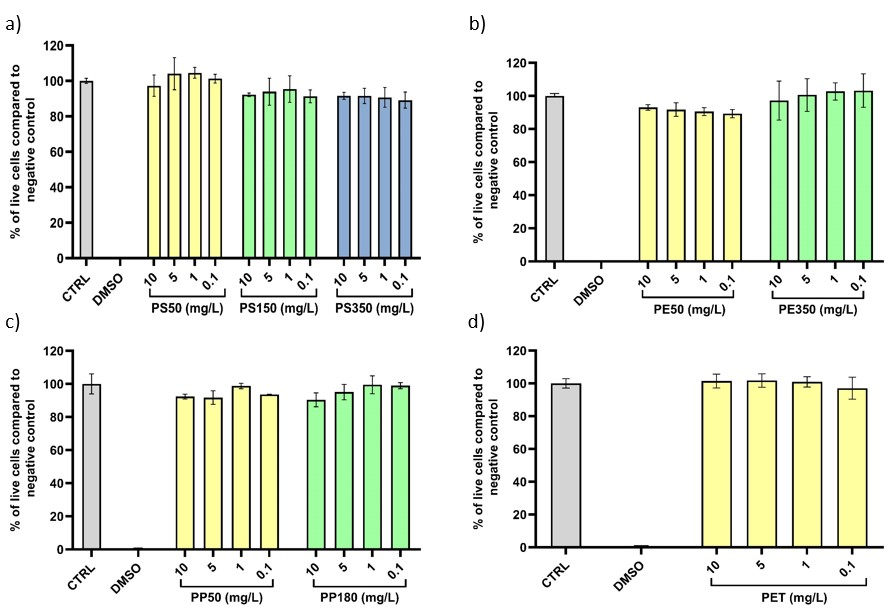 a)
% of live cells compared to
negative control
120
100
80
60
40
20
0
CTRL
DMSO
10
5
1
0.1
10
5
1
0.1
10
5
1
0.1
PS50 (mg/L)
PS150 (mg/L)
PS350 (mg/L)
b)
% of live cells compared to
negative control
120
100
80
60
40
20
0
CTRL
DMSO
10
5
1
0.1
10
5
1
0.1
PE50 (mg/L)
PE350 (mg/L)
c)
% of live cells compared to
negative control
120
100
80
60
40
20
0
CTRL
DMSO
10
5
1
0.1
10
5
1
0.1
PP50 (mg/L)
PP180 (mg/L)
d)
% of live cells compared to
negative control
120
100
80
60
40
20
0
CTRL
DMSO
10
5
1
0.1
PET (mg/L)